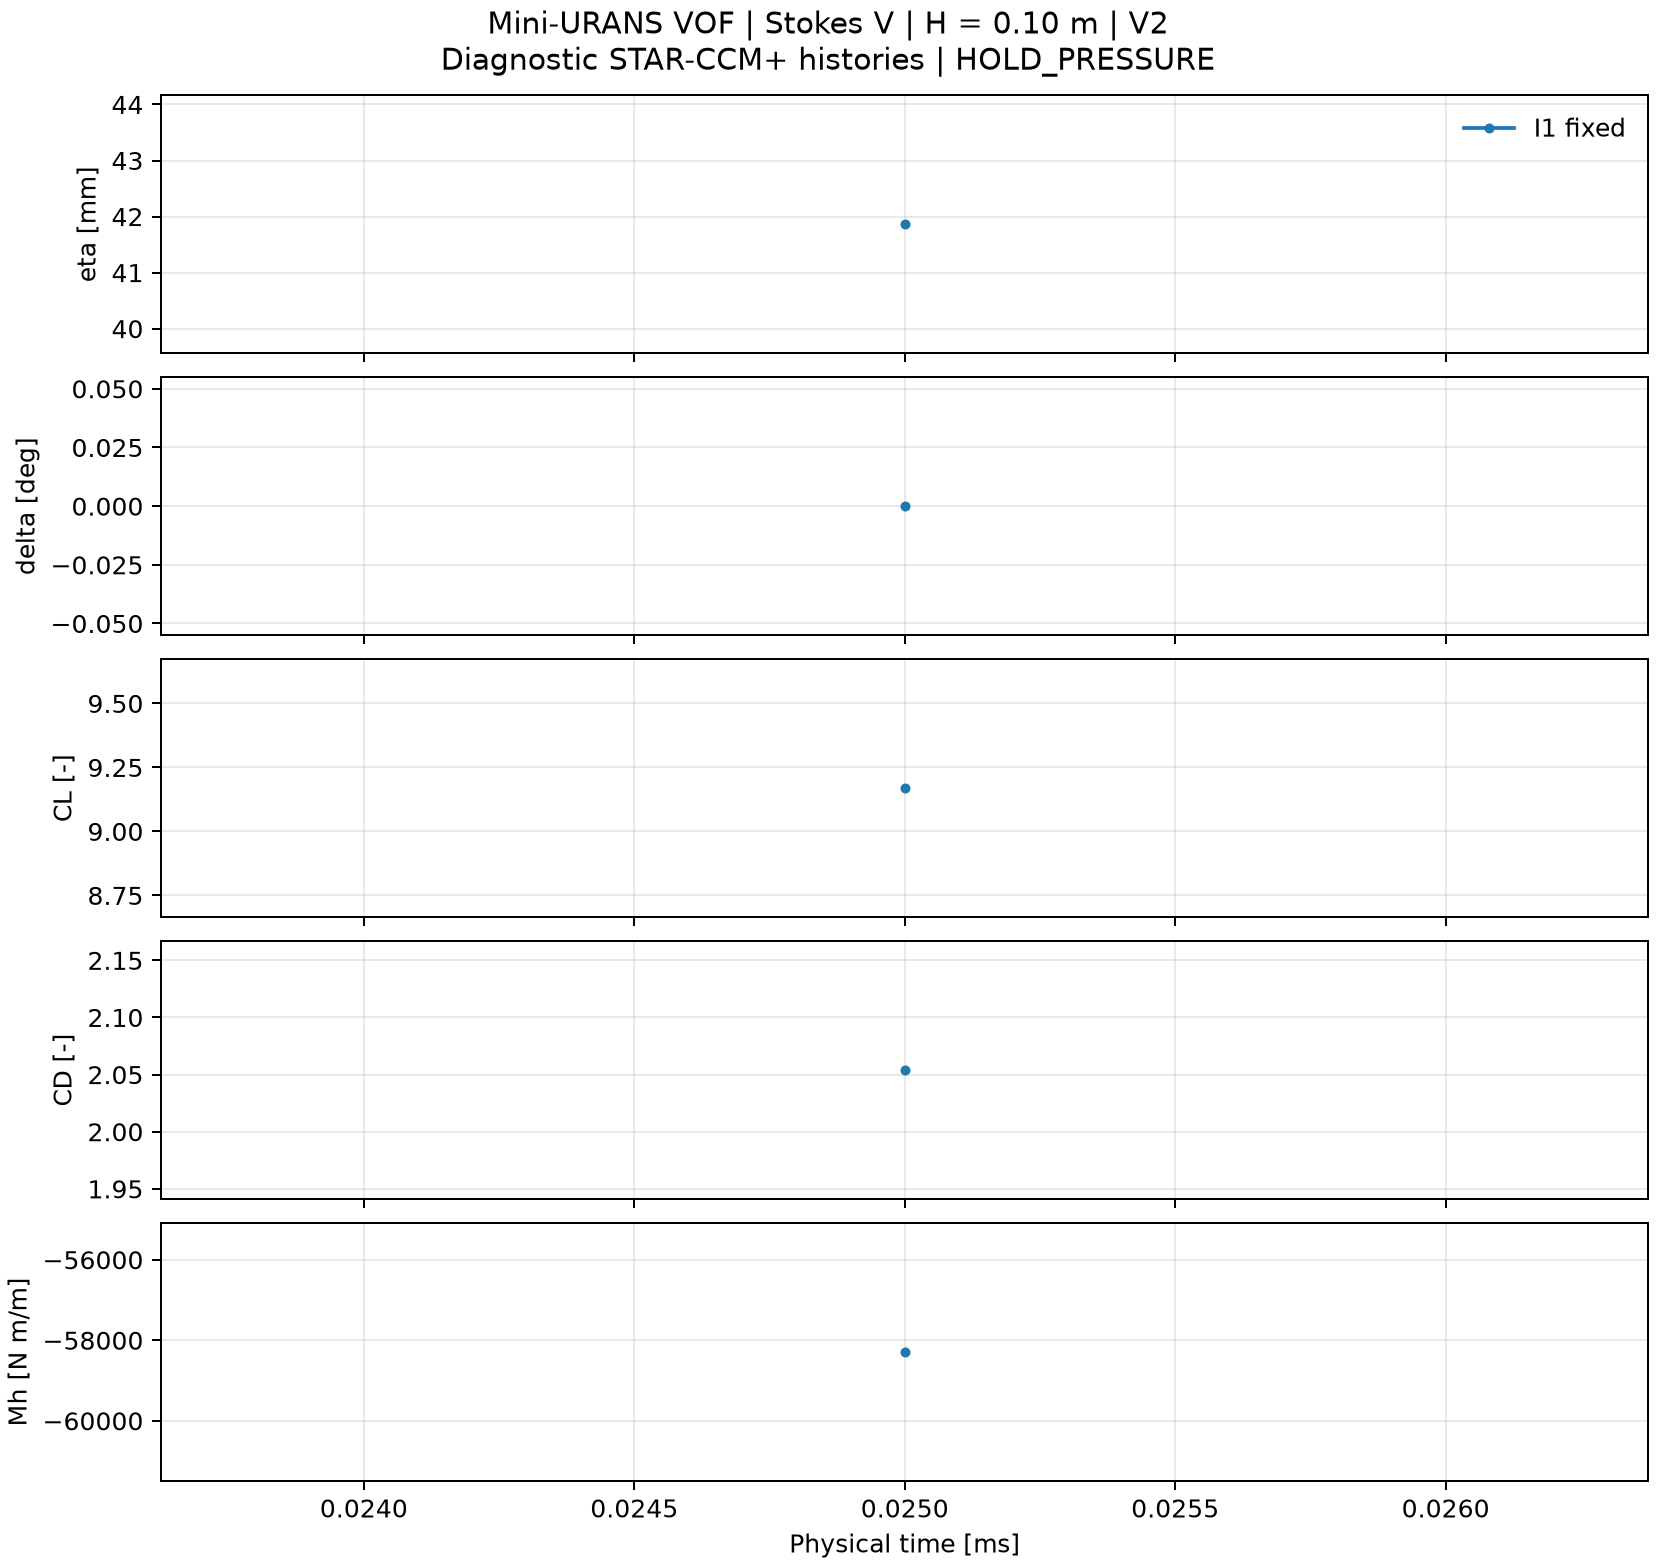 Mini-URANS VOF | Stokes V | H = 0.10 m | V2
Diagnostic STAR-CCM+ histories | HOLD_PRESSURE
44
43
42
41
40
eta [mm]
I1 fixed
0.050
0.025
0.000
−0.025
−0.050
delta [deg]
9.50
9.25
9.00
8.75
CL [-]
2.15
2.10
2.05
2.00
1.95
CD [-]
−56000
−58000
−60000
Mh [N m/m]
0.0240 0.0245 0.0250 0.0255 0.0260
Physical time [ms]